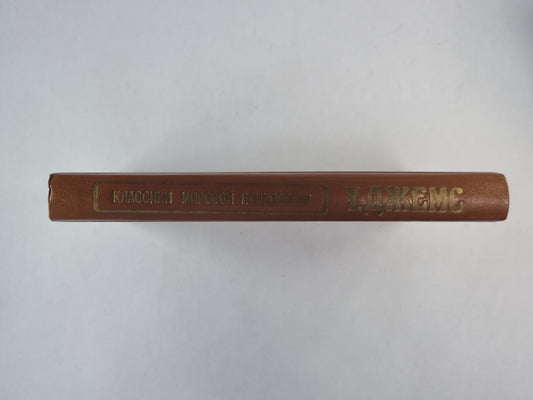 КЛАССИКИ МИРОВОЙ ПСИХОЛОГИИ
Х.ДЖЕМС